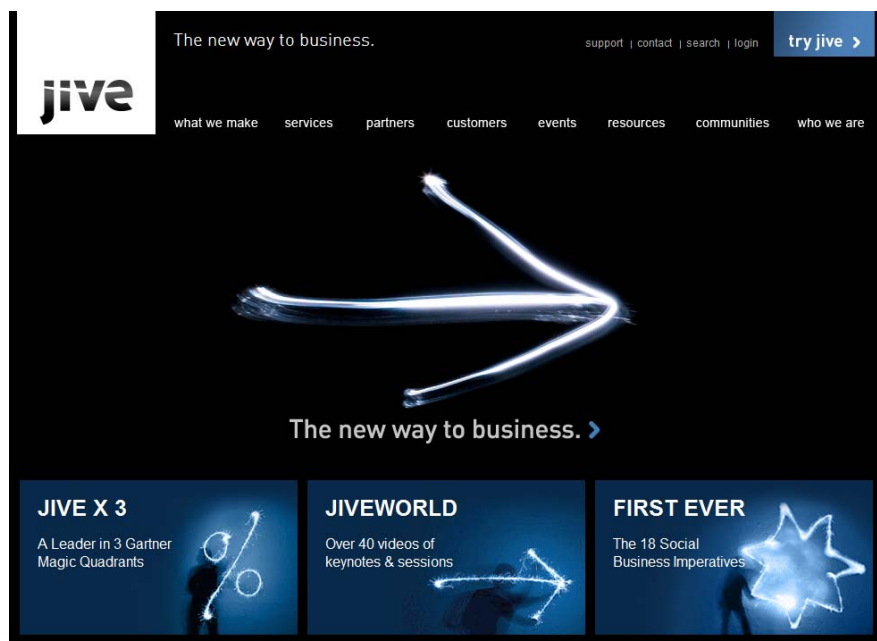 The new way to business.
support | contact | search | login
try jive >
jive
what we make services partners customers events resources communities who we are
The new way to business. >
JIVE X 3
A Leader in 3 Gartner
Magic Quadrants
JIVEWORLD
Over 40 videos of
keynotes & sessions
FIRST EVER
The 18 Social
Business Imperatives